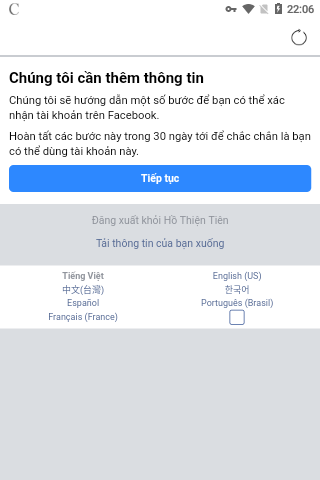 22:06
Chúng tôi cần thêm thông tin
Chúng tôi sẽ hướng dẫn một số bước để bạn có thể xác
nhận tài khoản trên Facebook.
Hoàn tất các bước này trong 30 ngày tới để chắc chắn là bạn
có thể dùng tài khoản này.
Tiếp tục
Đăng xuất khỏi Hồ Thiện Tiên
Tải thông tin của bạn xuống
Tiếng Việt
English (US)
中文(台灣)
한국어
Español
Português (Brasil)
Français (France)